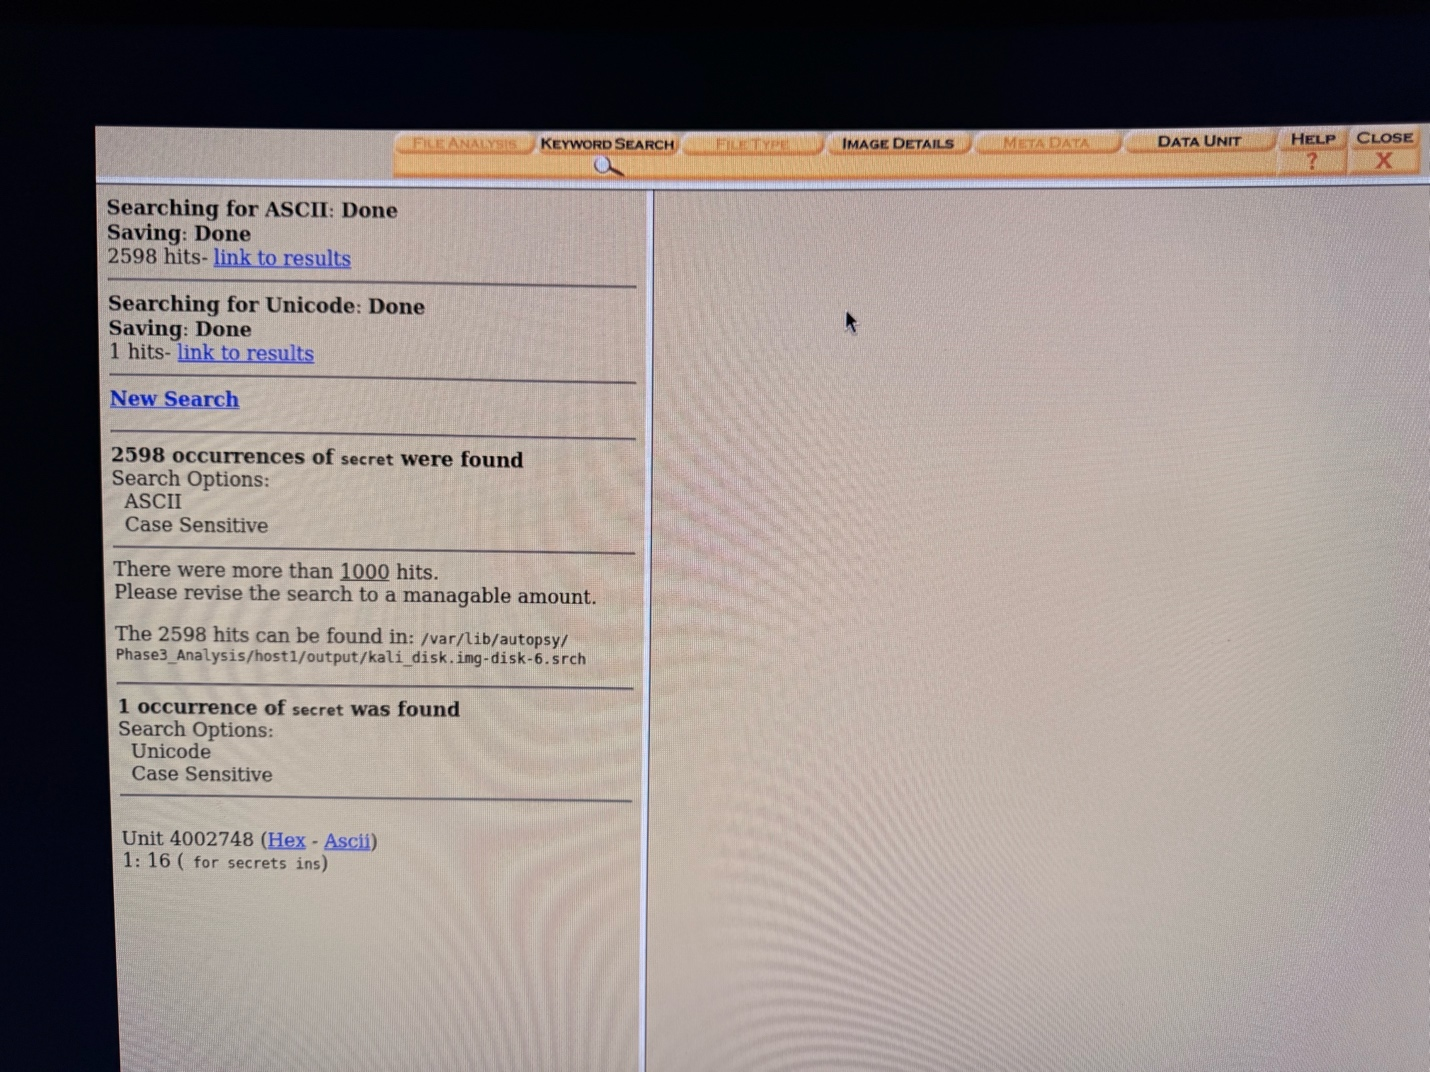 FILE ANALYSIS KEYWORD SEARCH FILE TYPE IMAGE DETAILS META DATA DATA UNIT HELP CLOSE
? X
Searching for ASCII: Done
Saving: Done
2598 hits- link to results
Searching for Unicode: Done
Saving: Done
1 hits- link to results
New Search
2598 occurrences of secret were found
Search Options:
ASCII
Case Sensitive
There were more than 1000 hits.
Please revise the search to a managable amount.
The 2598 hits can be found in: /var/lib/autopsy/
Phase3_Analysis/host1/output/kali_disk.img-disk-6.srch
1 occurrence of secret was found
Search Options:
Unicode
Case Sensitive
Unit 4002748 (Hex - Ascii)
1: 16 ( for secrets ins)